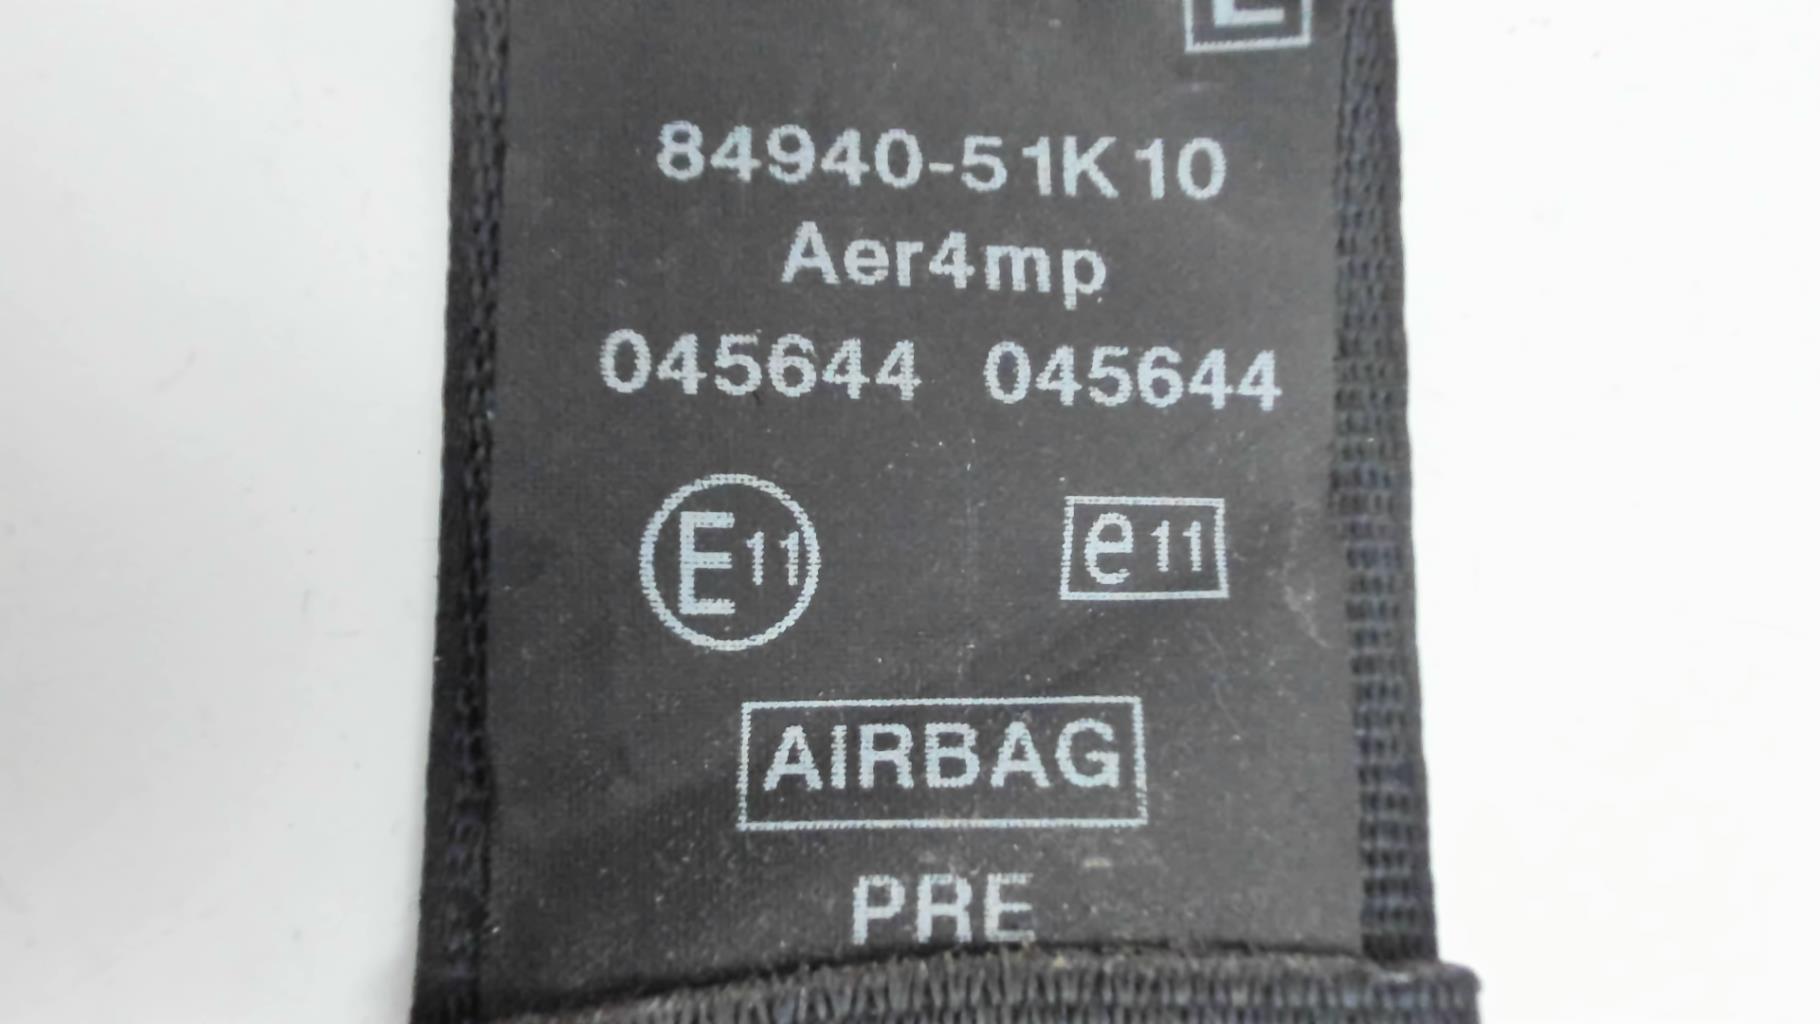 84940-51K10
Aer4mp
045644 045644
E11 e11
AIRBAG
PRE